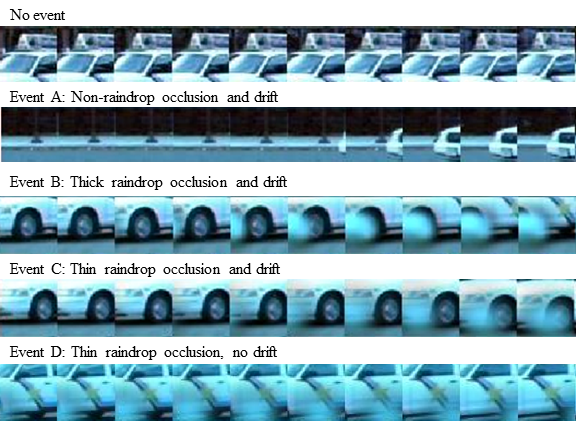 No event
Event A: Non-raindrop occlusion and drift
Event B: Thick raindrop occlusion and drift
Event C: Thin raindrop occlusion and drift
Event D: Thin raindrop occlusion, no drift